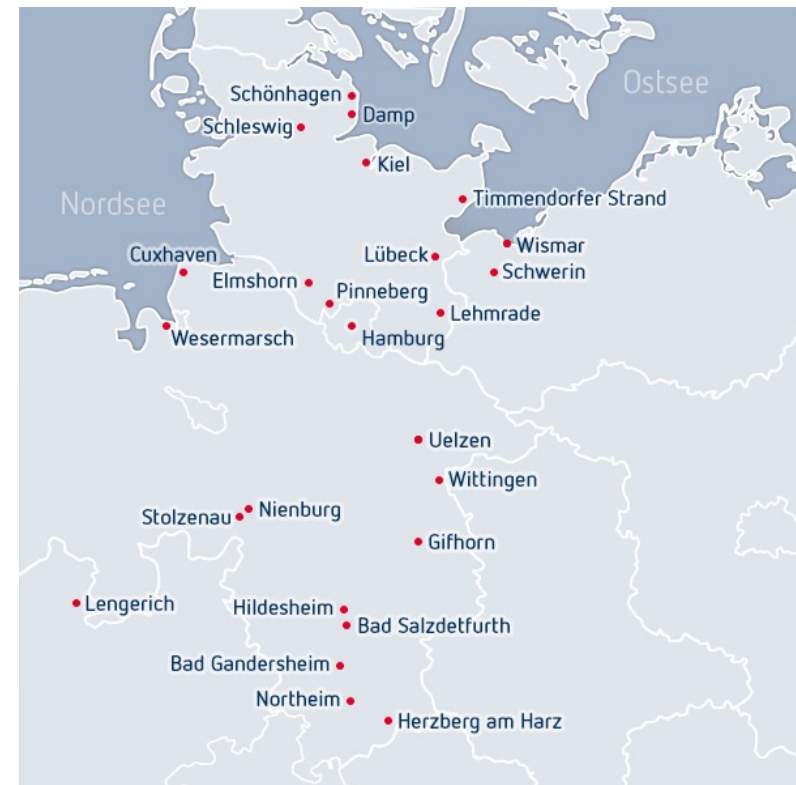 Ostsee
Schönhagen
Damp
Schleswig
Kiel
Timmendorfer Strand
Nordsee
Wismar
Cuxhaven
Lübeck
Schwerin
Elmshorn
Pinneberg
Lehmrade
Wesermarsch
Hamburg
Uelzen
Wittingen
Nienburg
Stolzenau
Gifhorn
Lengerich
Hildesheim
Bad Salzdetfurth
Bad Gandersheim
Northeim
Herzberg am Harz